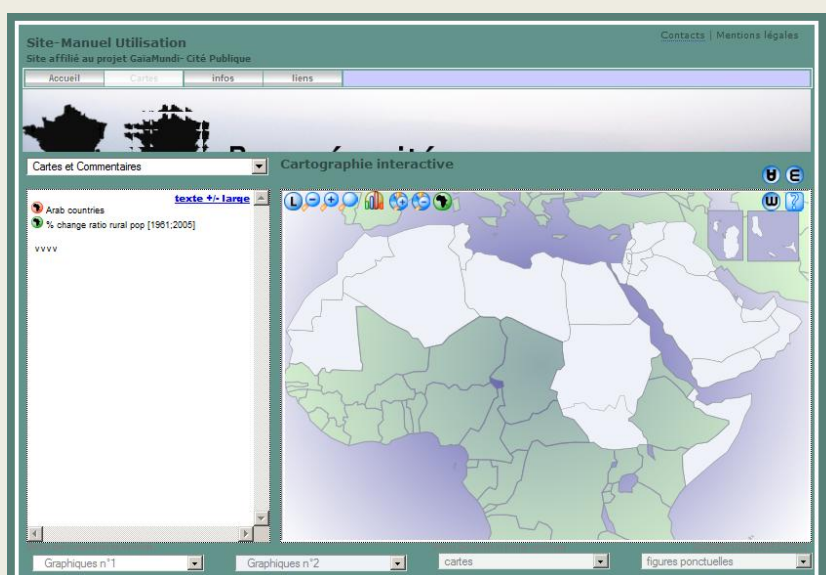 Contacts | Mentions légales
Site-Manuel Utilisation
Site affilié au projet GaiaMundi- Cité Publique
Accueil Cartes infos liens
Cartes et Commentaires
Cartographie interactive
texte +/- large
Arab countries
% change ratio rural pop [1961;2005]
v v v v
L
W ?
Graphiques n°1
Graphiques n°2
cartes
figures ponctuelles